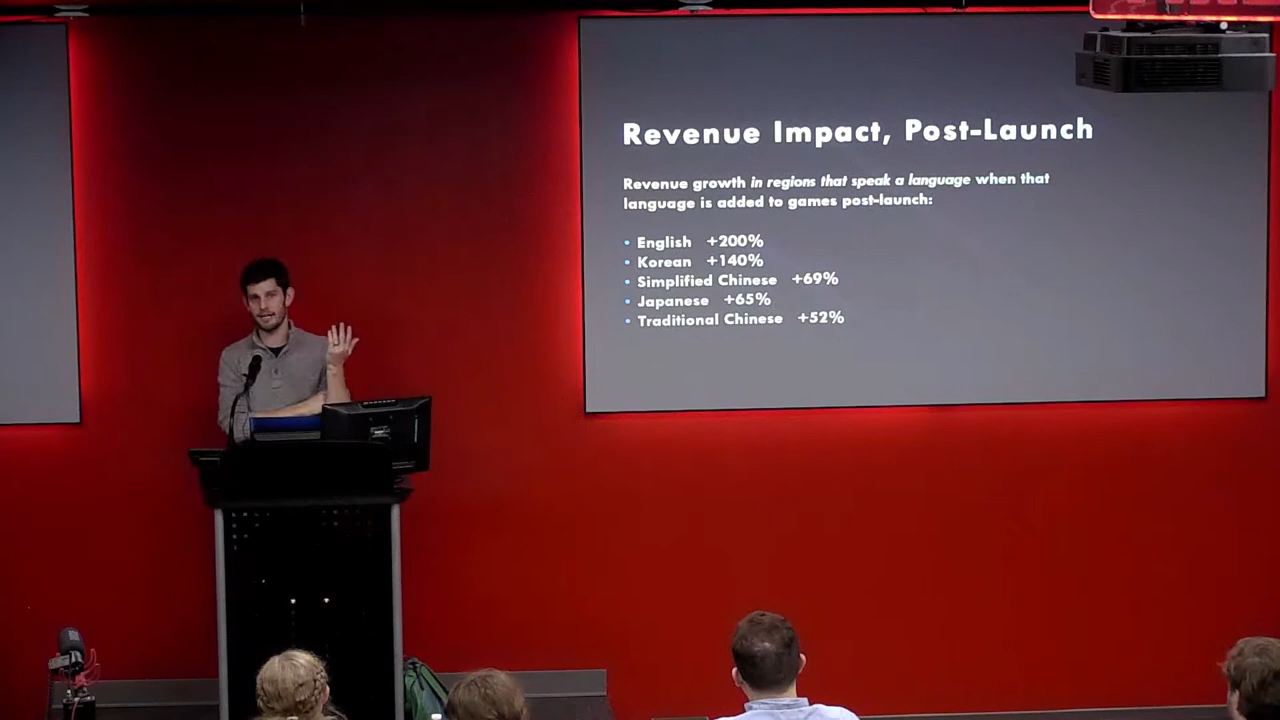 Revenue Impact, Post-Launch
Revenue growth in regions that speak a language when that
language is added to games post-launch:
• English +200%
• Korean +140%
• Simplified Chinese +69%
• Japanese +65%
• Traditional Chinese +52%